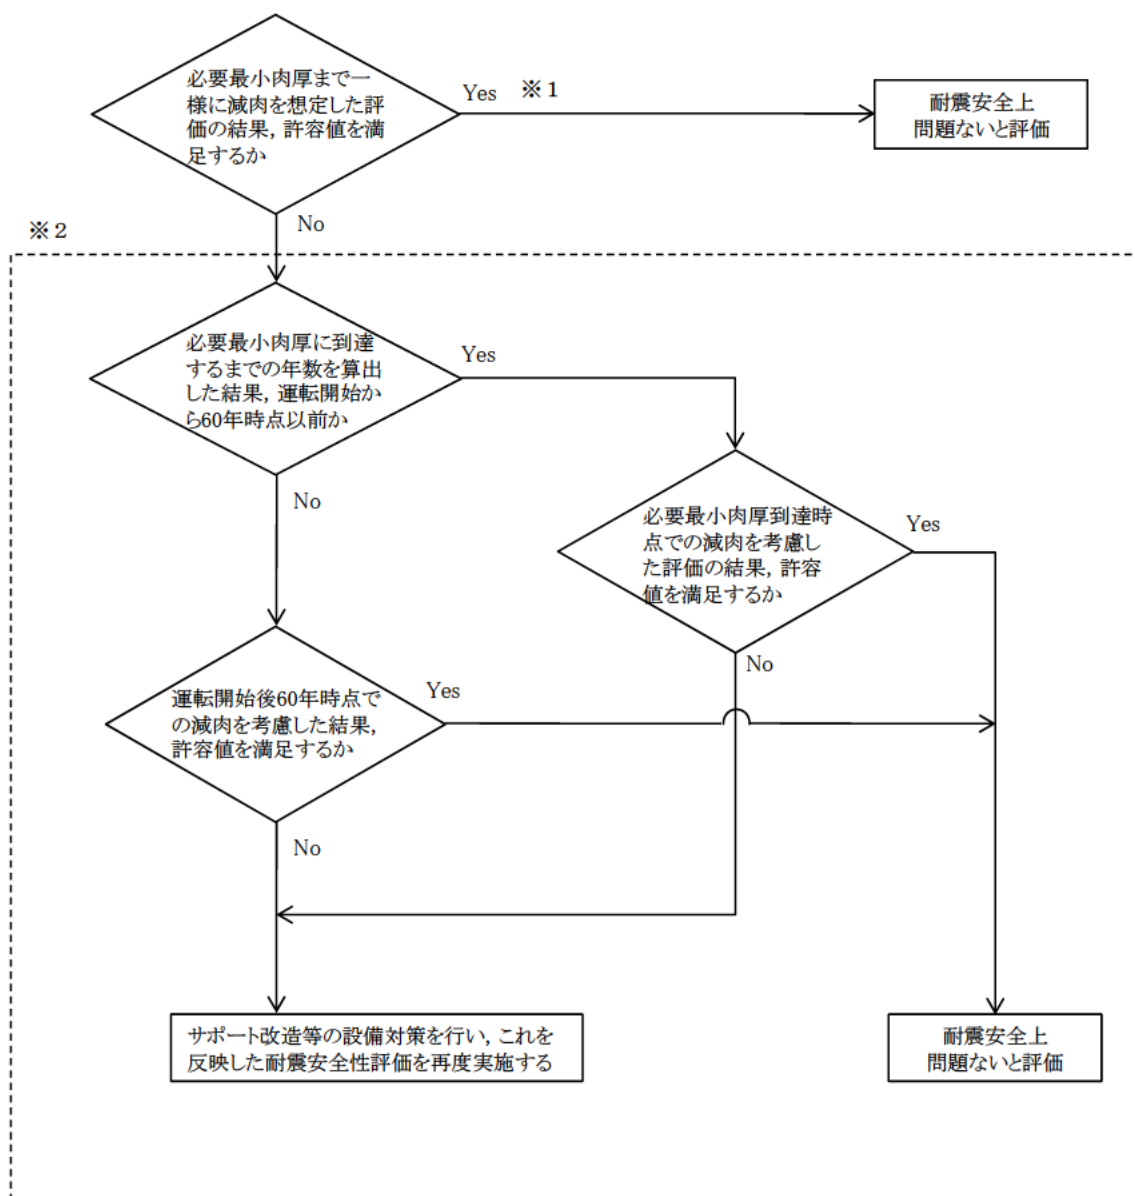 必要最小肉厚まで一
様に減肉を想定した評
価の結果，許容値を満
足するか
Yes
※１
耐震安全上
問題ないと評価
No
※２
必要最小肉厚に到達
するまでの年数を算出
した結果，運転開始か
ら60年時点以前か
Yes
No
必要最小肉厚到達時
点での減肉を考慮し
た評価の結果，許容
値を満足するか
Yes
No
運転開始後60年時点で
の減肉を考慮した結果，
許容値を満足するか
Yes
No
サポート改造等の設備対策を行い，これを
反映した耐震安全性評価を再度実施する
耐震安全上
問題ないと評価